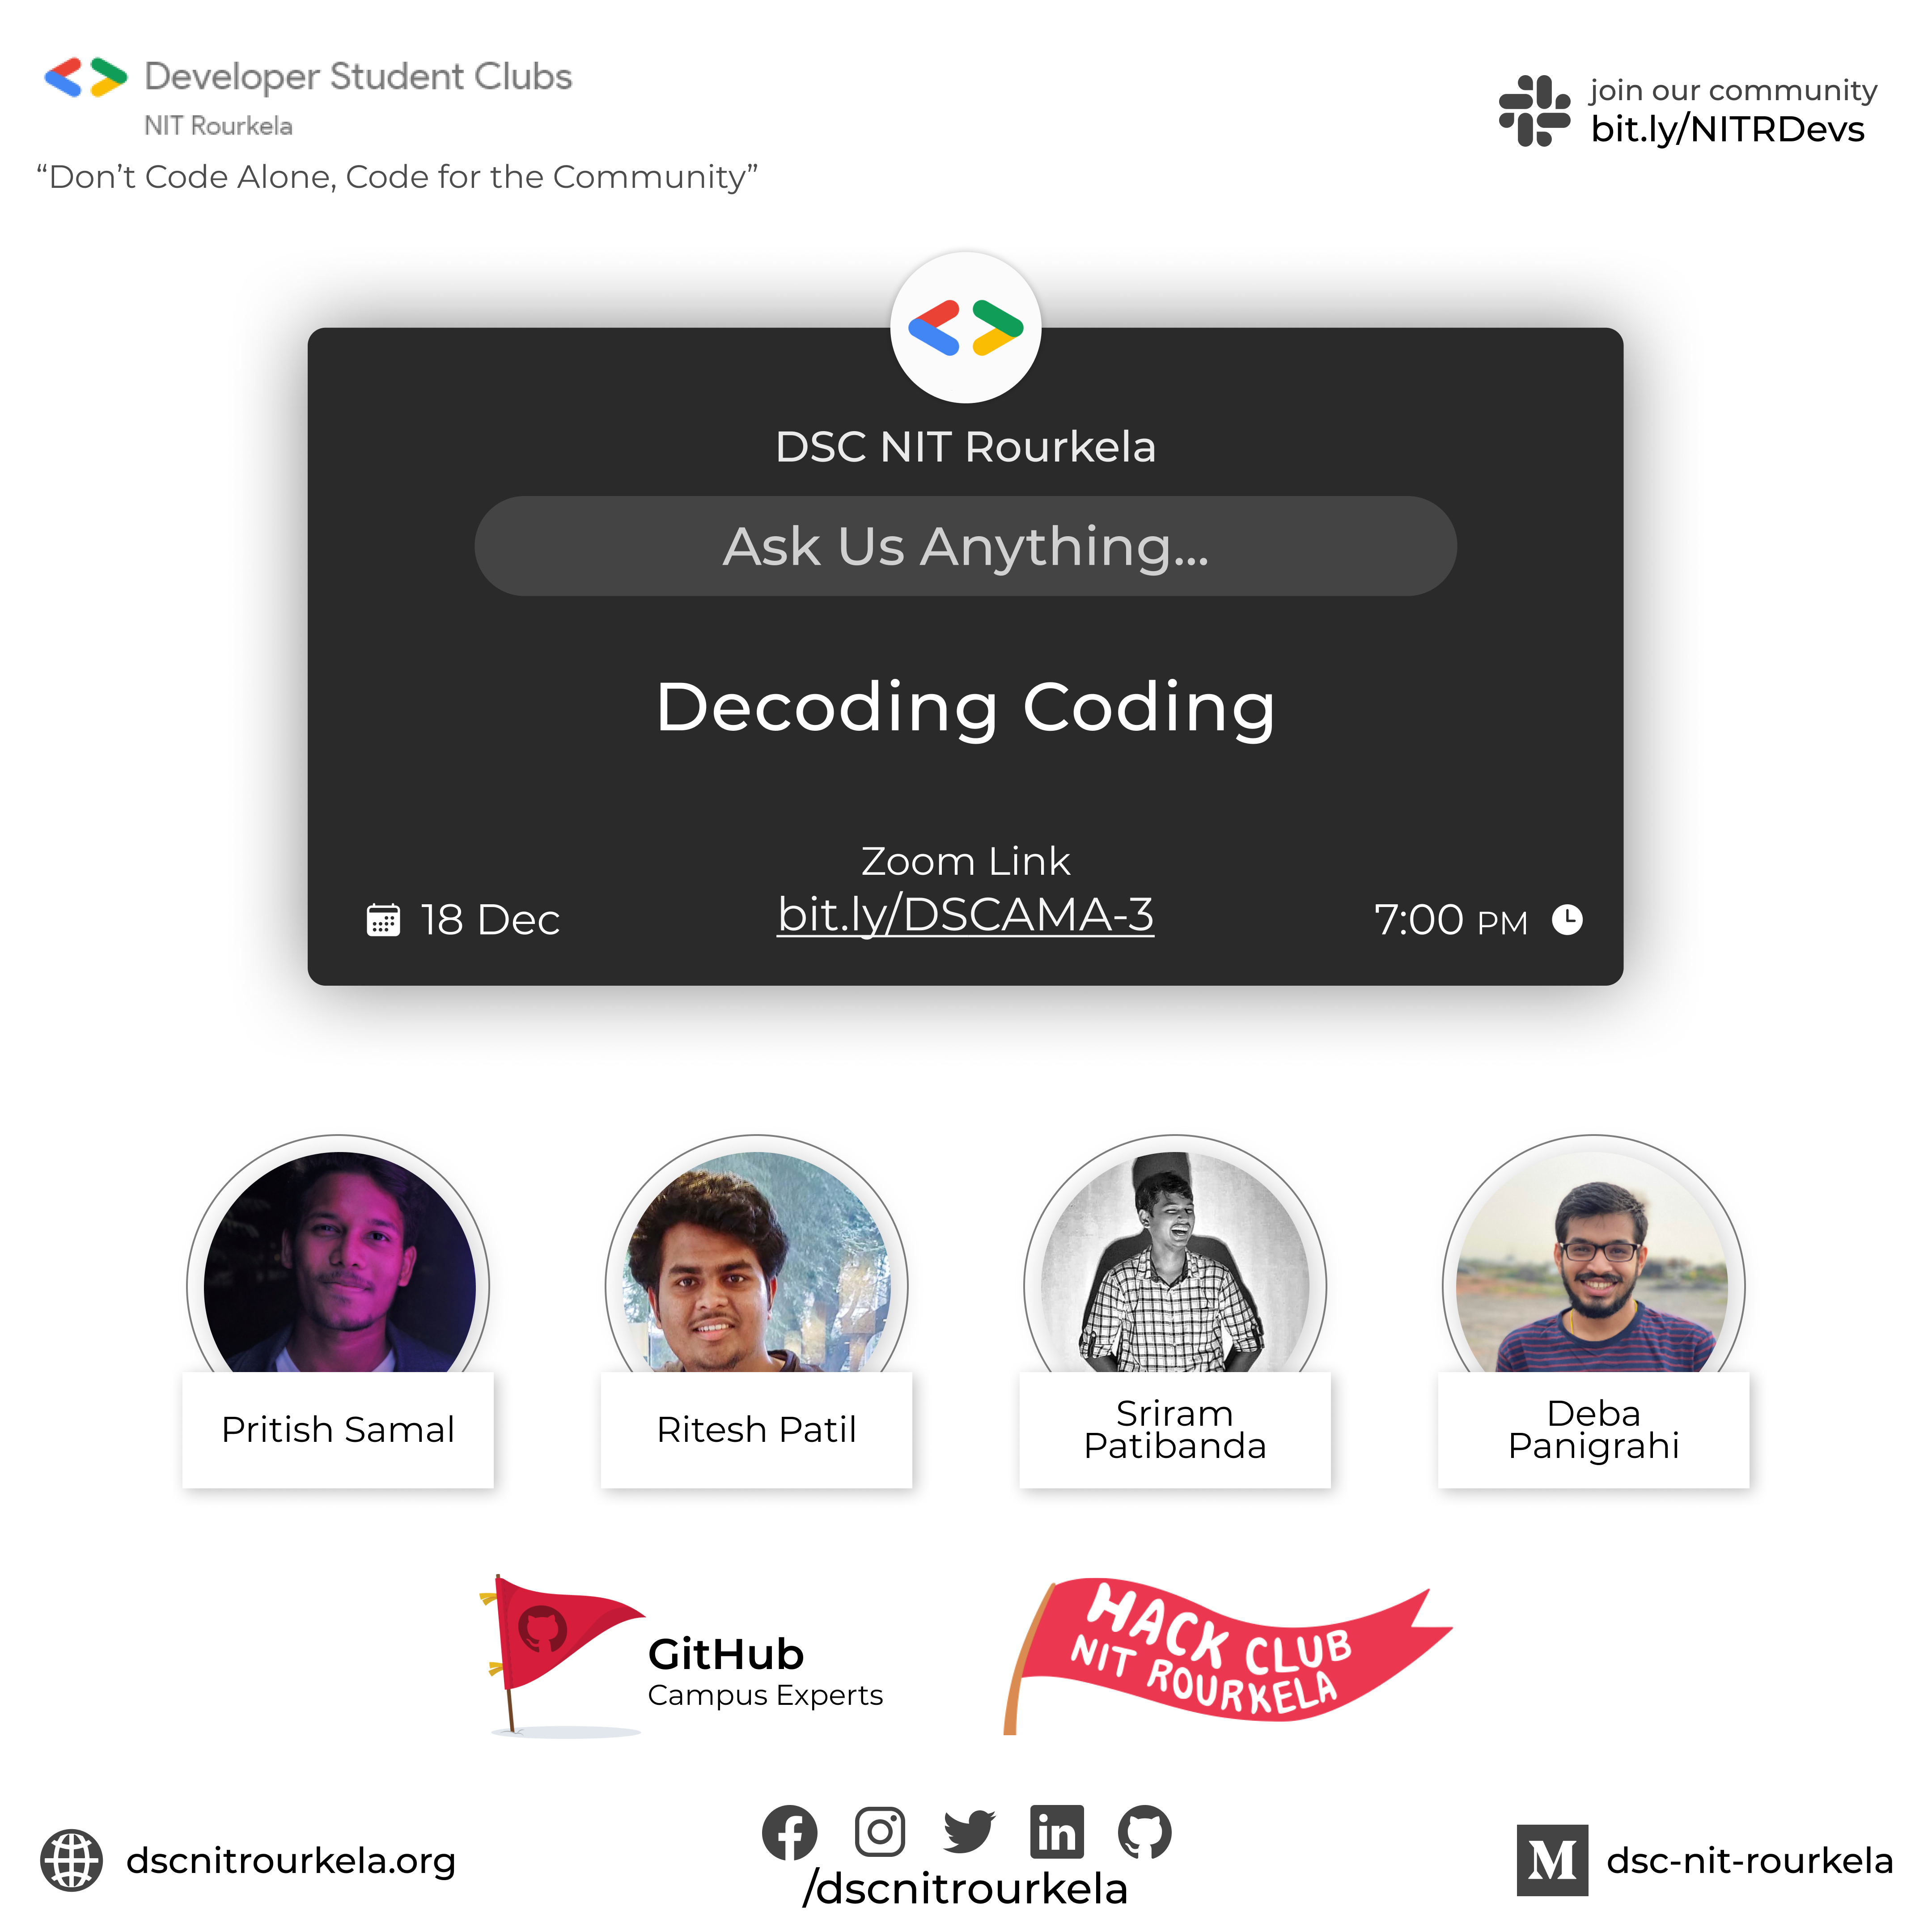 Developer Student Clubs
NIT Rourkela
“Don’t Code Alone, Code for the Community”
join our community
bit.ly/NITRDevs
DSC NIT Rourkela
Ask Us Anything...
Decoding Coding
Zoom Link
bit.ly/DSCAMA-3
18 Dec
7:00 PM
Pritish Samal
Ritesh Patil
Sriram
Patibanda
Deba
Panigrahi
GitHub
Campus Experts
HACK CLUB
NIT ROURKELA
dscnitrourkela.org
/dscnitrourkela
dsc-nit-rourkela